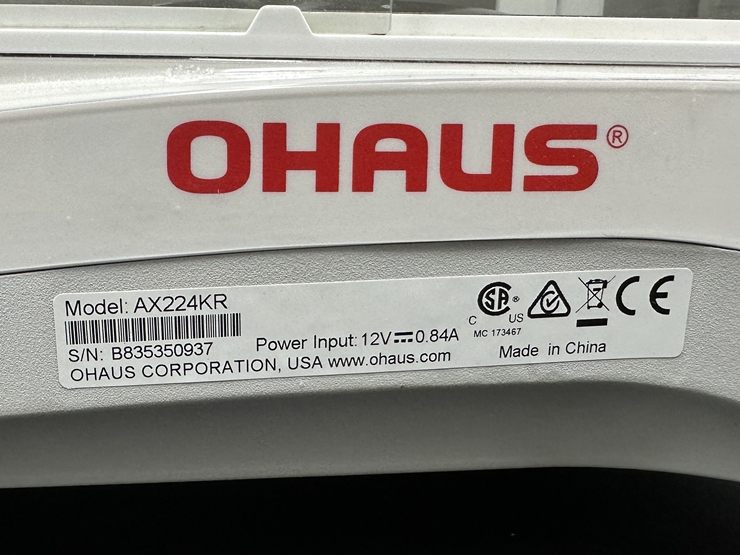 OHAUS®
Model: AX224KR
S/N: B835350937
Power Input: 12V⎓0.84A
OHAUS CORPORATION, USA www.ohaus.com
C SA ® US
MC 173467
CE
Made in China